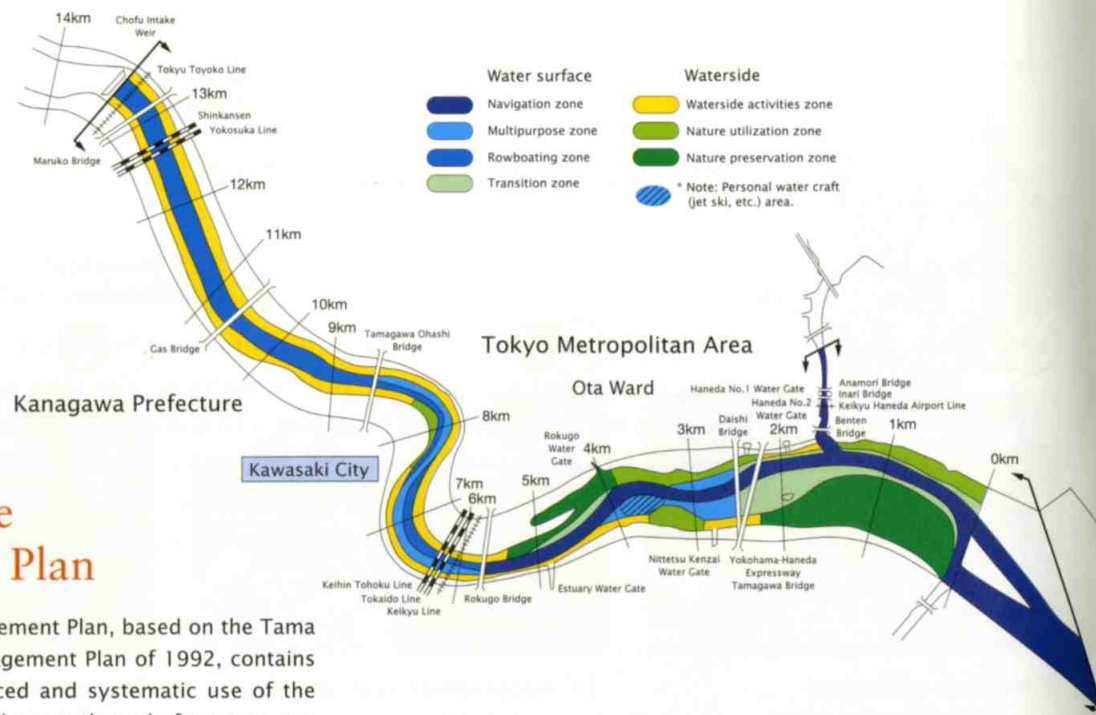 14km
Chofu Intake
Weir
Tokyu Toyoko Line
13km
Shinkansen
Yokosuka Line
Maruko Bridge
12km
11km
10km
9km
Tamagawa Ohashi
Bridge
Gas Bridge
Water surface
Navigation zone
Multipurpose zone
Rowboating zone
Transition zone
Waterside
Waterside activities zone
Nature utilization zone
Nature preservation zone
* Note: Personal water craft
(jet ski, etc.) area.
Tokyo Metropolitan Area
Ota Ward
Kanagawa Prefecture
Kawasaki City
8km
7km
6km
5km
Rokugo
Water
Gate
4km
3km
Daishi
Bridge
Haneda No.1 Water Gate
Haneda No.2
Water Gate
2km
Anamori Bridge
Inari Bridge
Keikyu Haneda Airport Line
Benten
Bridge
1km
0km
Keihin Tohoku Line
Tokaido Line
Keikyu Line
Rokugo Bridge
Estuary Water Gate
Nittetsu Kenzai
Water Gate
Yokohama-Haneda
Expressway
Tamagawa Bridge
e
Plan
ement Plan, based on the Tama
gement Plan of 1992, contains
ced and systematic use of the